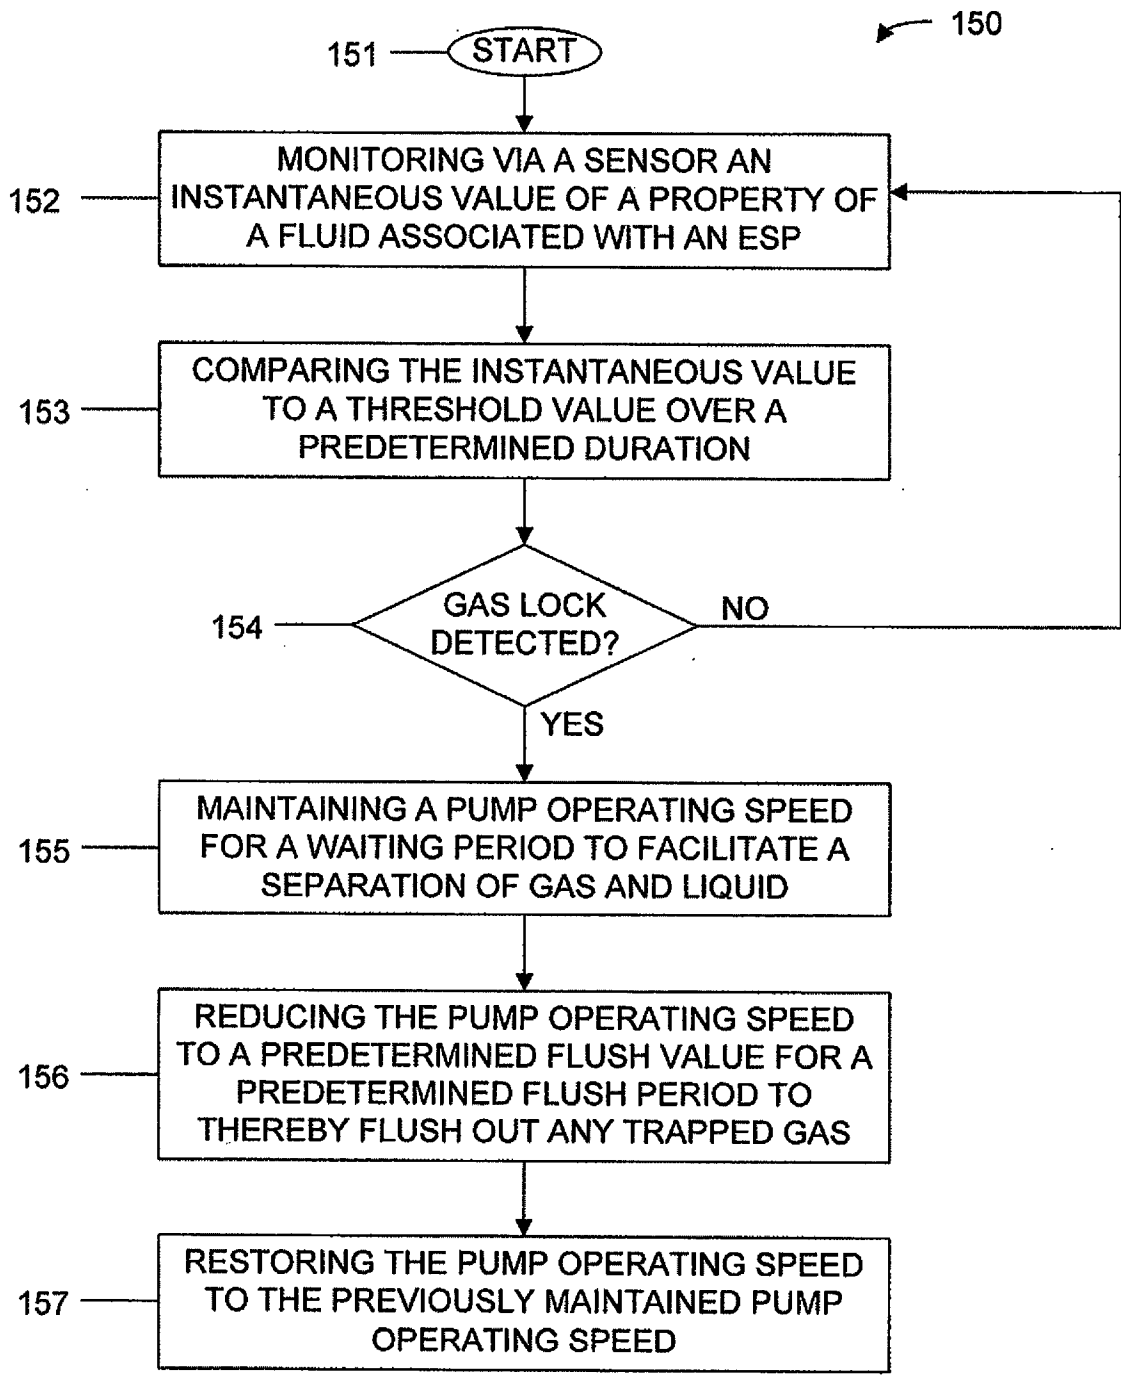 150
151
START
152
MONITORING VIA A SENSOR AN
INSTANTANEOUS VALUE OF A PROPERTY OF
A FLUID ASSOCIATED WITH AN ESP
153
COMPARING THE INSTANTANEOUS VALUE
TO A THRESHOLD VALUE OVER A
PREDETERMINED DURATION
154
GAS LOCK
DETECTED?
NO
YES
155
MAINTAINING A PUMP OPERATING SPEED
FOR A WAITING PERIOD TO FACILITATE A
SEPARATION OF GAS AND LIQUID
156
REDUCING THE PUMP OPERATING SPEED
TO A PREDETERMINED FLUSH VALUE FOR A
PREDETERMINED FLUSH PERIOD TO
THEREBY FLUSH OUT ANY TRAPPED GAS
157
RESTORING THE PUMP OPERATING SPEED
TO THE PREVIOUSLY MAINTAINED PUMP
OPERATING SPEED